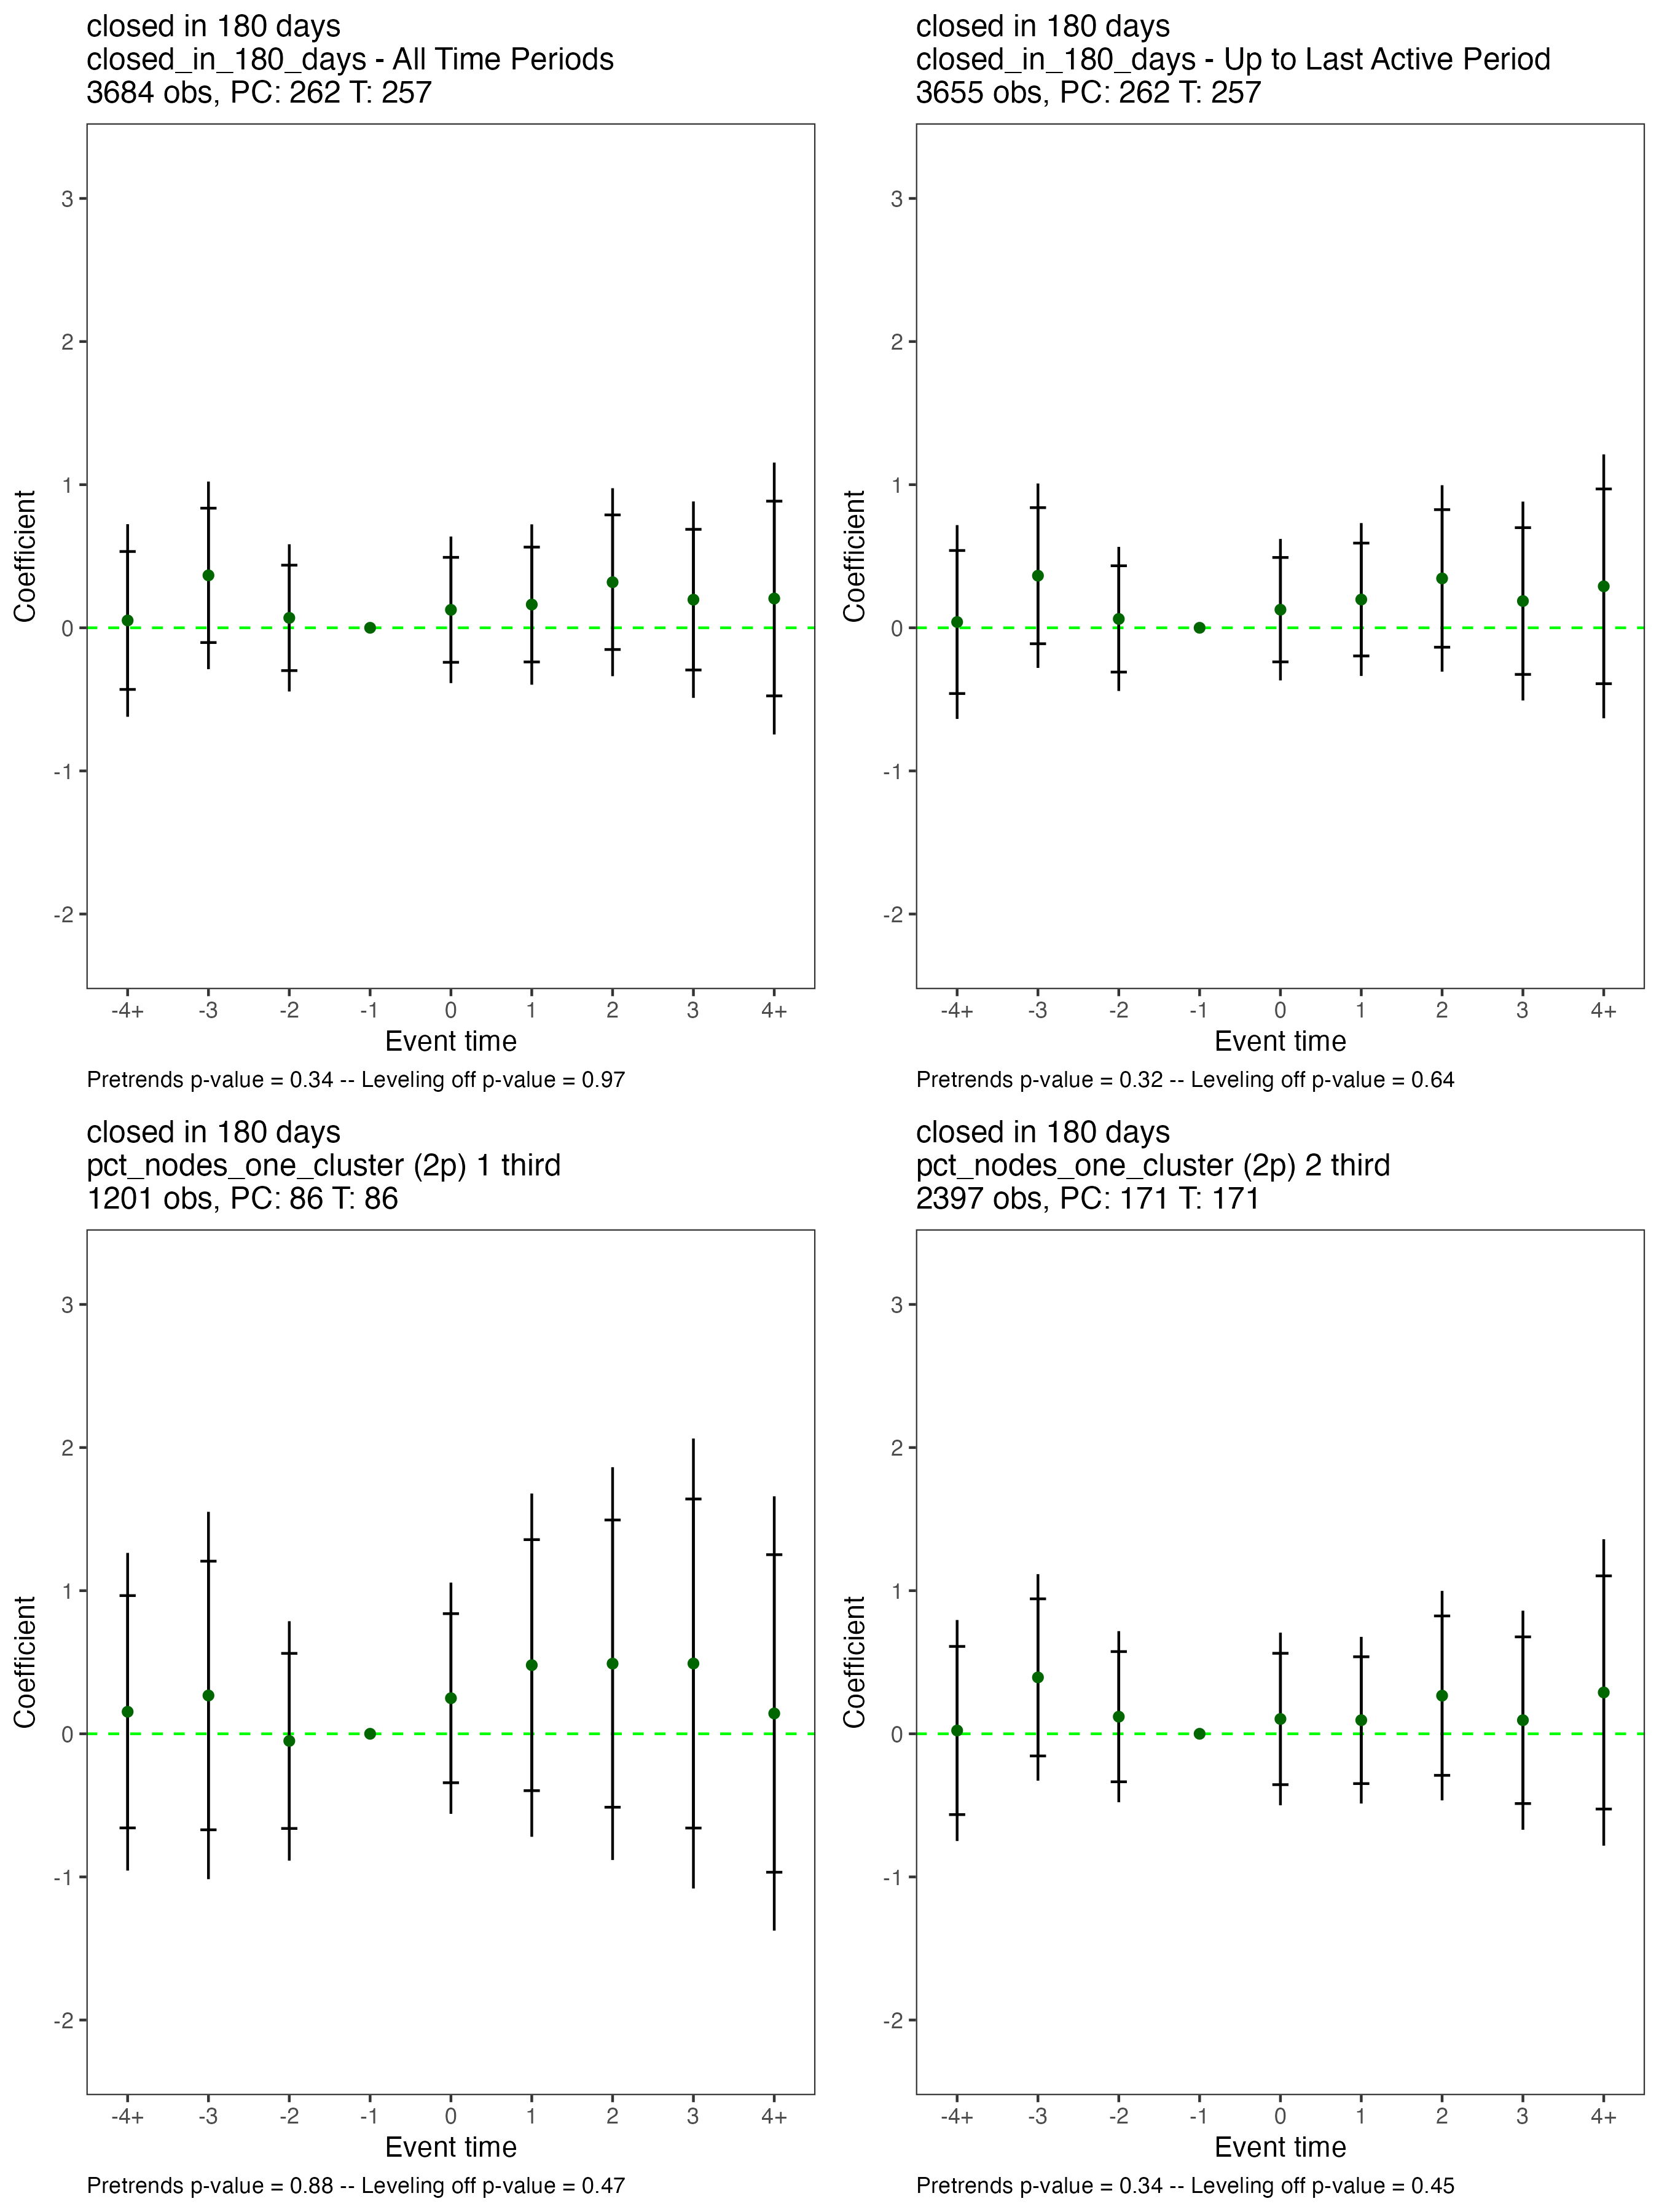 closed in 180 days
closed_in_180_days - All Time Periods
3684 obs, PC: 262 T: 257
3
2
1
0
-1
-2
Coefficient
-4+ -3 -2 -1 0 1 2 3 4+
Event time
Pretrends p-value = 0.34 -- Leveling off p-value = 0.97
closed in 180 days
closed_in_180_days - Up to Last Active Period
3655 obs, PC: 262 T: 257
3
2
1
0
-1
-2
Coefficient
-4+ -3 -2 -1 0 1 2 3 4+
Event time
Pretrends p-value = 0.32 -- Leveling off p-value = 0.64
closed in 180 days
pct_nodes_one_cluster (2p) 1 third
1201 obs, PC: 86 T: 86
3
2
1
0
-1
-2
Coefficient
-4+ -3 -2 -1 0 1 2 3 4+
Event time
Pretrends p-value = 0.88 -- Leveling off p-value = 0.47
closed in 180 days
pct_nodes_one_cluster (2p) 2 third
2397 obs, PC: 171 T: 171
3
2
1
0
-1
-2
Coefficient
-4+ -3 -2 -1 0 1 2 3 4+
Event time
Pretrends p-value = 0.34 -- Leveling off p-value = 0.45